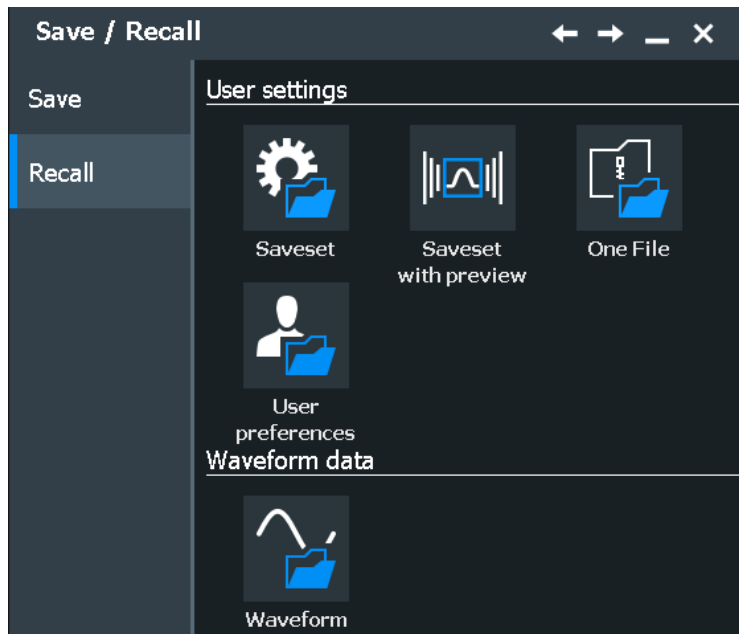 Save / Recall
Save
Recall
User settings
Saveset
Saveset
with preview
One File
User
preferences
Waveform data
Waveform